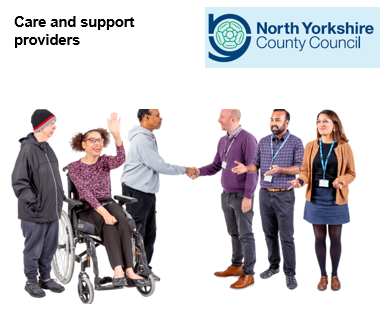 Care and support
providers
North Yorkshire
County Council